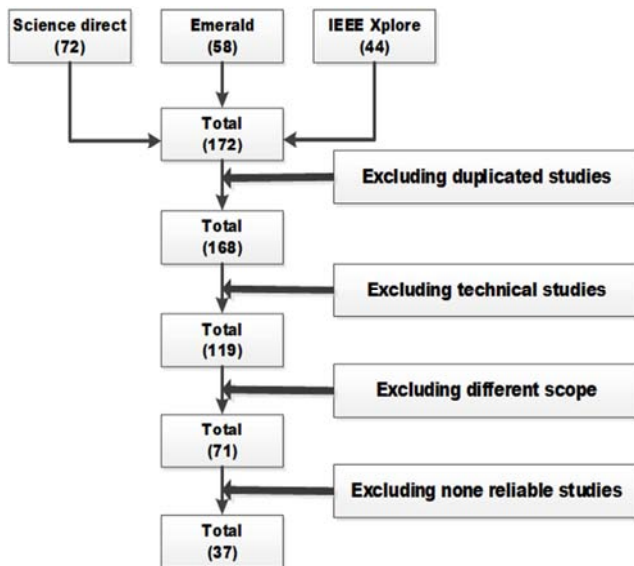 Science direct
(72)
Emerald
(58)
IEEE Xplore
(44)
Total
(172)
Excluding duplicated studies
Total
(168)
Excluding technical studies
Total
(119)
Excluding different scope
Total
(71)
Excluding none reliable studies
Total
(37)